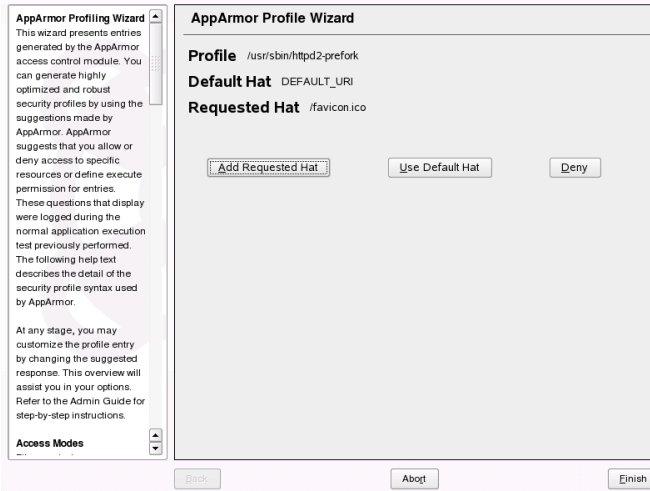 AppArmor Profiling Wizard
This wizard presents entries
generated by the AppArmor
access control module. You
can generate highly
optimized and robust
security profiles by using the
suggestions made by
AppArmor. AppArmor
suggests that you allow or
deny access to specific
resources or define execute
permission for entries.
These questions that display
were logged during the
normal application execution
test previously performed.
The following help text
describes the detail of the
security profile syntax used
by AppArmor.
At any stage, you may
customize the profile entry
by changing the suggested
response. This overview will
assist you in your options.
Refer to the Admin Guide for
step-by-step instructions.
Access Modes
AppArmor Profile Wizard
Profile /usr/sbin/httpd2-prefork
Default Hat DEFAULT_URI
Requested Hat /favicon.ico
Add Requested Hat
Use Default Hat
Deny
Back
Abort
Finish